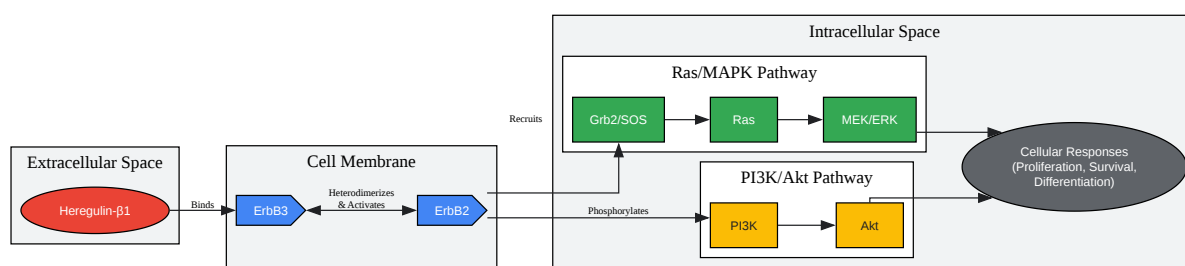 Intracellular Space
Ras/MAPK Pathway
Grb2/SOS
Ras
MEK/ERK
Recruits
Extracellular Space
Heregulin-β1
Binds
Cell Membrane
ErbB3
Heterodimerizes
& Activates
ErbB2
Phosphorylates
PI3K/Akt Pathway
PI3K
Akt
Cellular Responses
(Proliferation, Survival,
Differentiation)